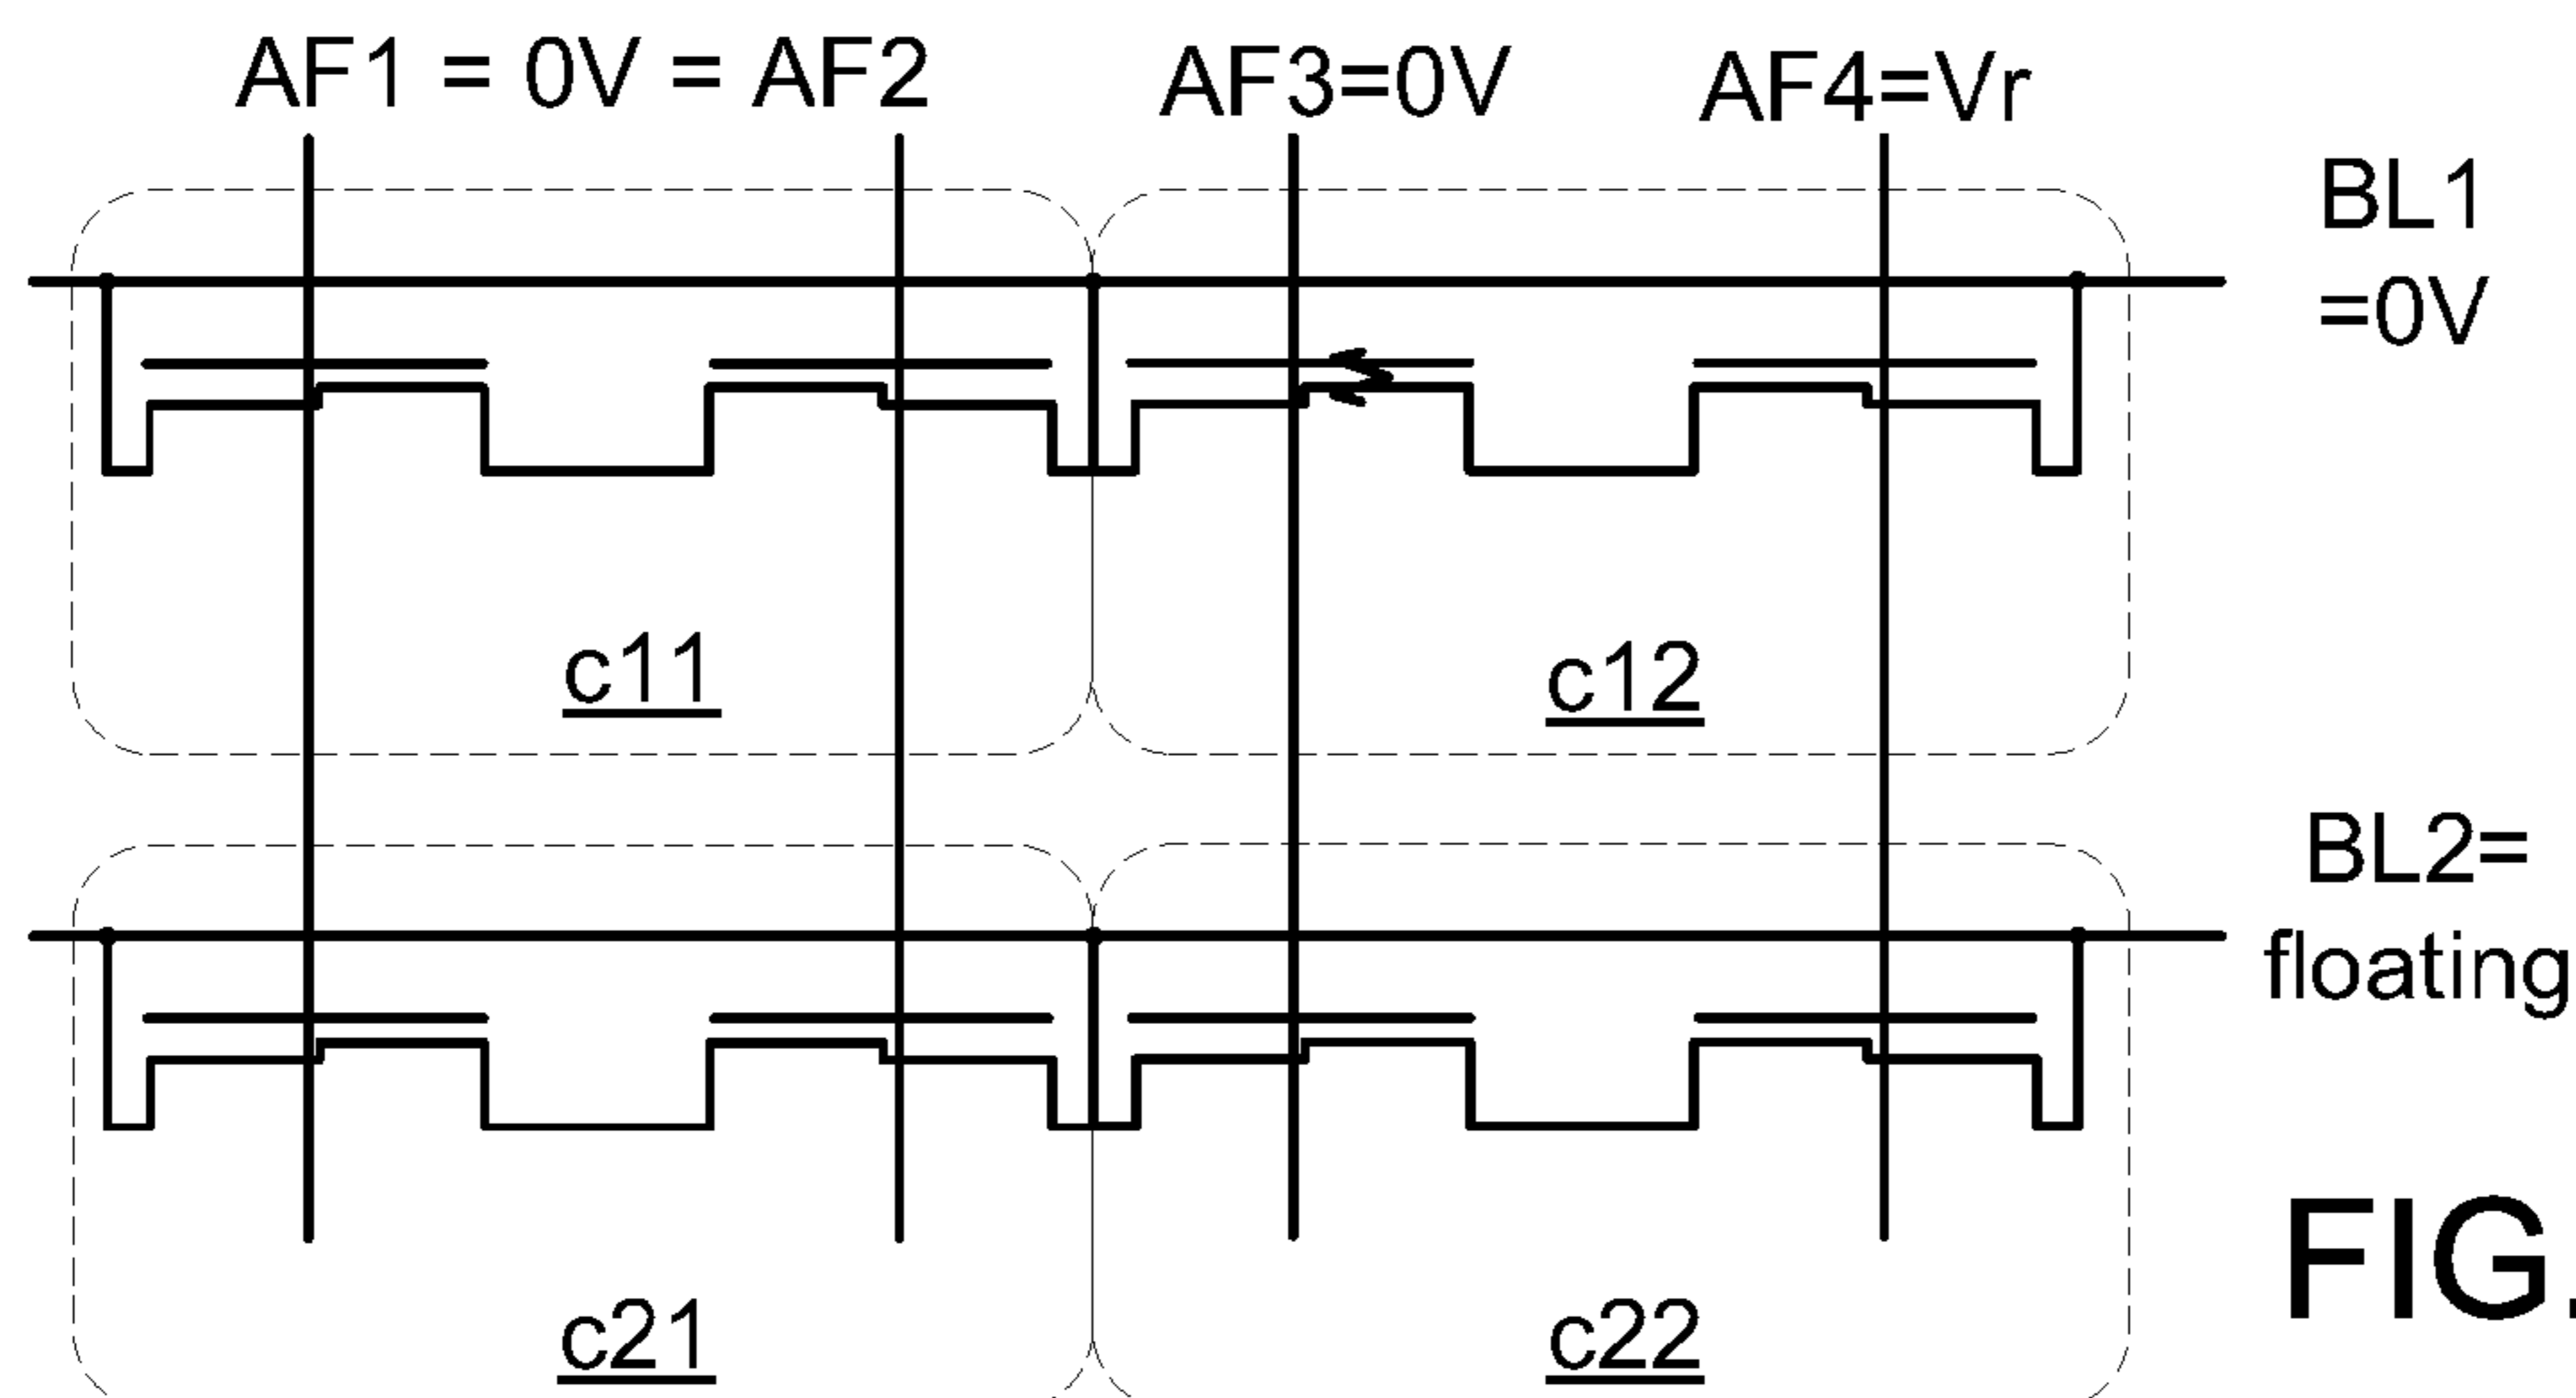 AF1 = 0V = AF2
AF3=0V
AF4=Vr
BL1
=0V
c11
c12
BL2=
floating
c21
c22
FIG.